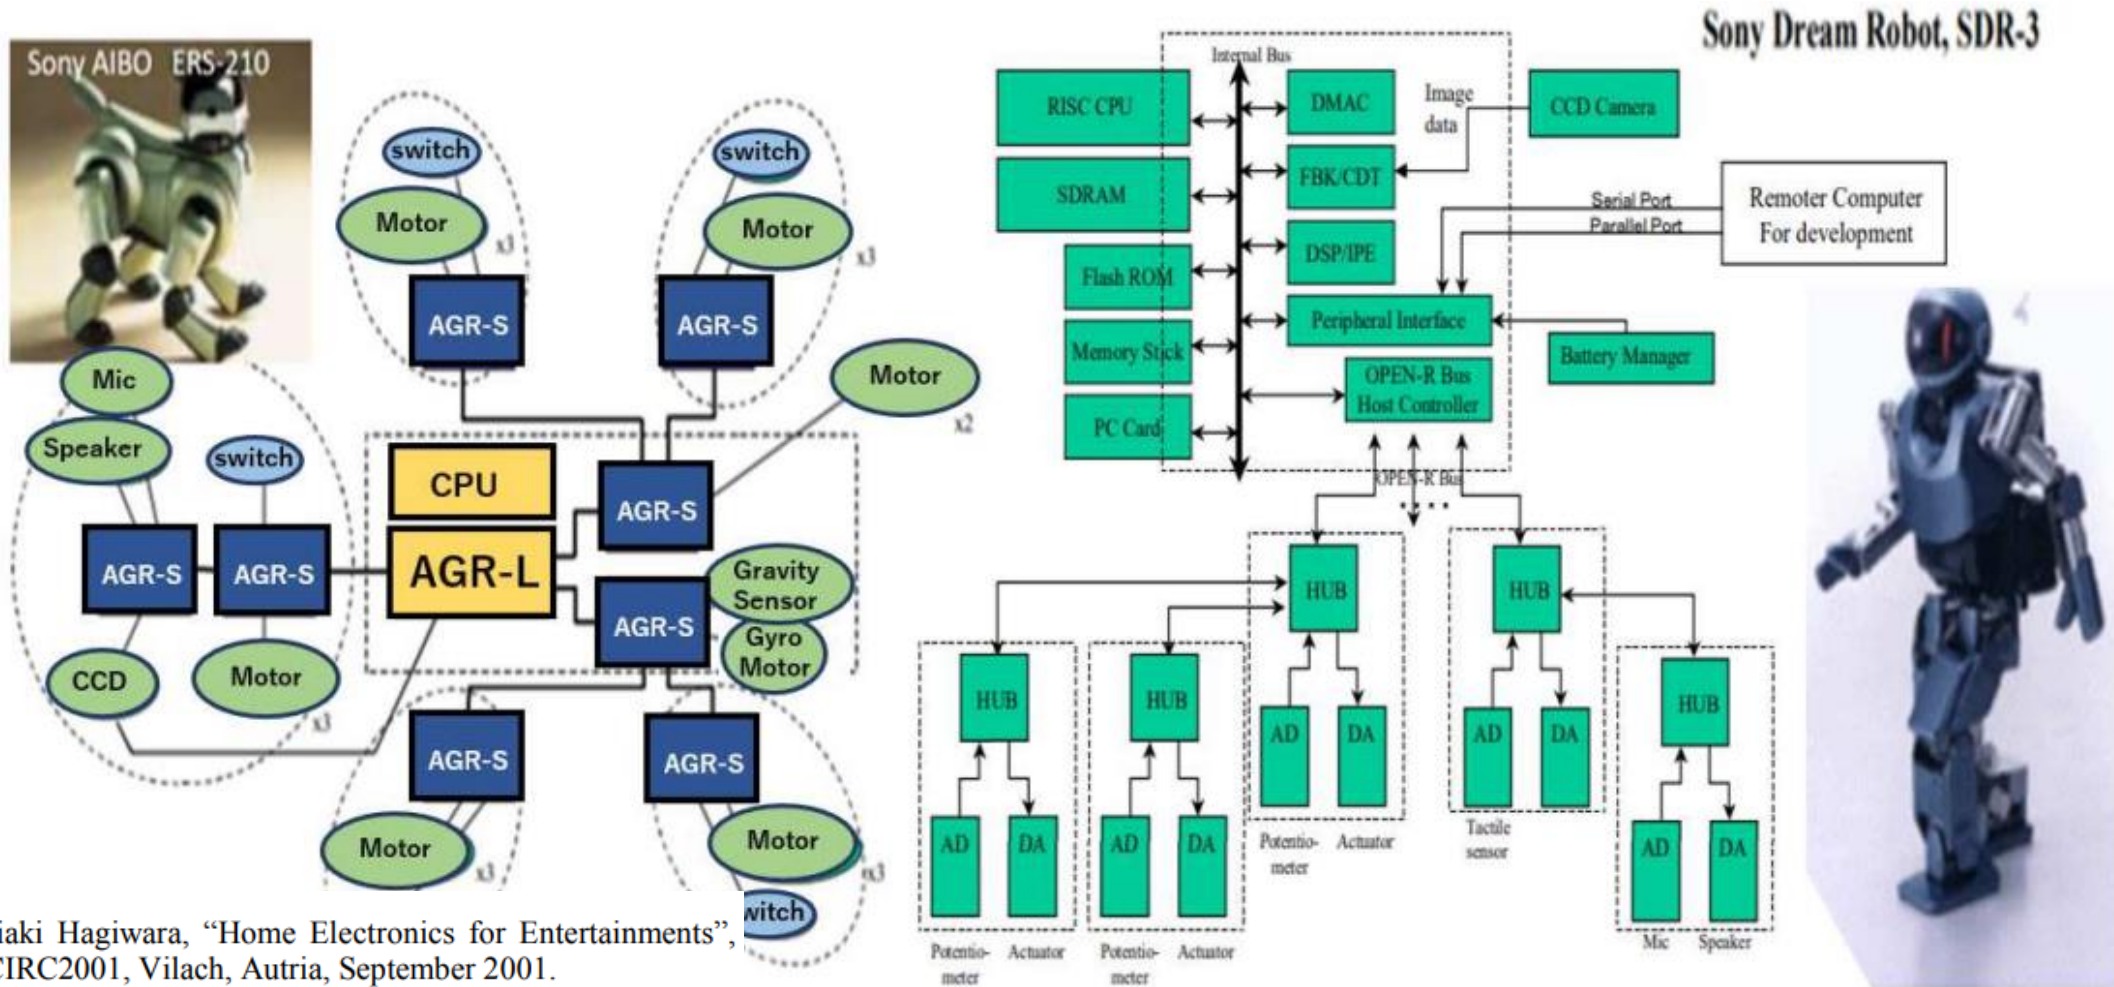 Sony AIBO ERS-210
switch
Motor
x3
AGR-S
switch
Motor
x3
AGR-S
Motor
x2
Mic
Speaker
switch
AGR-S
AGR-S
CCD
Motor
x3
CPU
AGR-L
AGR-S
AGR-S
Gravity
Sensor
Gyro
Motor
AGR-S
Motor
x3
AGR-S
Motor
x3
witch
iaki Hagiwara, “Home Electronics for Entertainments”,
CIRC2001, Vilach, Autria, September 2001.
Sony Dream Robot, SDR-3
Internal Bus
RISC CPU
SDRAM
Flash ROM
Memory Stick
PC Card
DMAC
FBK/CDT
DSP/IPE
Peripheral Interface
OPEN-R Bus
Host Controller
Image
data
CCD Camera
Serial Port
Parallel Port
Remoter Computer
For development
Battery Manager
OPEN-R Bus
HUB
AD
DA
Potentio-
meter
Actuator
HUB
AD
DA
Potentio-
meter
Actuator
HUB
AD
DA
Potentio-
meter
Actuator
HUB
AD
DA
Tactile
sensor
HUB
AD
DA
Mic
Speaker